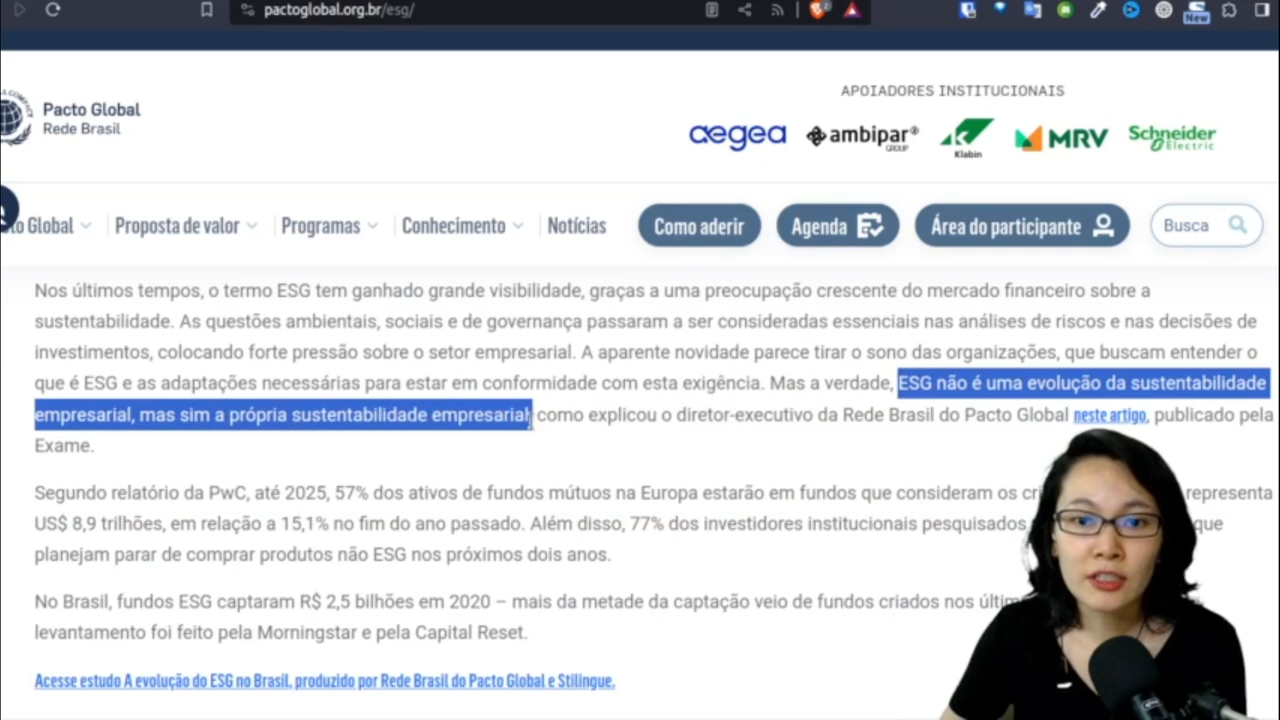 pactoglobal.org.br/esg/
New
Pacto Global
Rede Brasil
APOIADORES INSTITUCIONAIS
aegea
ambipar
GROUP
Klabin
MRV
Schneider
Electric
to Global
Proposta de valor
Programas
Conhecimento
Notícias
Como aderir
Agenda
Área do participante
Busca
Nos últimos tempos, o termo ESG tem ganhado grande visibilidade, graças a uma preocupação crescente do mercado financeiro sobre a
sustentabilidade. As questões ambientais, sociais e de governança passaram a ser consideradas essenciais nas análises de riscos e nas decisões de
investimentos, colocando forte pressão sobre o setor empresarial. A aparente novidade parece tirar o sono das organizações, que buscam entender o
que é ESG e as adaptações necessárias para estar em conformidade com esta exigência. Mas a verdade, ESG não é uma evolução da sustentabilidade
empresarial, mas sim a própria sustentabilidade empresarial, como explicou o diretor-executivo da Rede Brasil do Pacto Global neste artigo, publicado pela
Exame.
Segundo relatório da PwC, até 2025, 57% dos ativos de fundos mútuos na Europa estarão em fundos que consideram os representa
US$ 8,9 trilhões, em relação a 15,1% no fim do ano passado. Além disso, 77% dos investidores institucionais pesquisados que
planejam parar de comprar produtos não ESG nos próximos dois anos.
No Brasil, fundos ESG captaram R$ 2,5 bilhões em 2020 – mais da metade da captação veio de fundos criados nos
levantamento foi feito pela Morningstar e pela Capital Reset.
Acesse estudo A evolução do ESG no Brasil, produzido por Rede Brasil do Pacto Global e Stilingue.